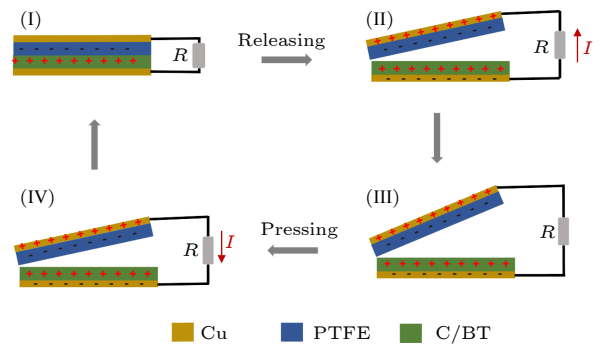 (I)
R
Releasing
(II)
R
I
(III)
R
Pressing
(IV)
R
I
Cu
PTFE
C/BT